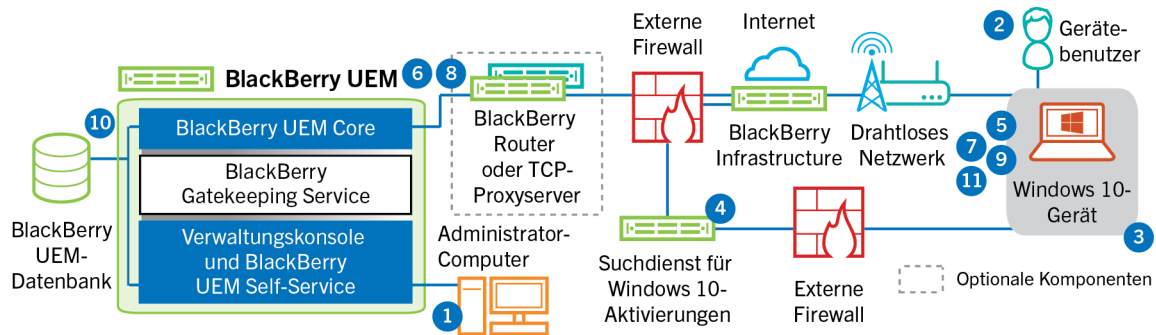 BlackBerry UEM
6
8
10
BlackBerry UEM Core
BlackBerry
Gatekeeping Service
Verwaltungskonsole
und BlackBerry
UEM Self-Service
BlackBerry
UEM-
Datenbank
Administrator-
Computer
1
BlackBerry
Router
oder TCP-
Proxyserver
Externe
Firewall
Internet
BlackBerry
Infrastructure
Drahtloses
Netzwerk
2
Geräte-
benutzer
5
7
9
11
Windows 10-
Gerät
3
4
Suchdienst für
Windows 10-
Aktivierungen
Externe
Firewall
Optionale Komponenten